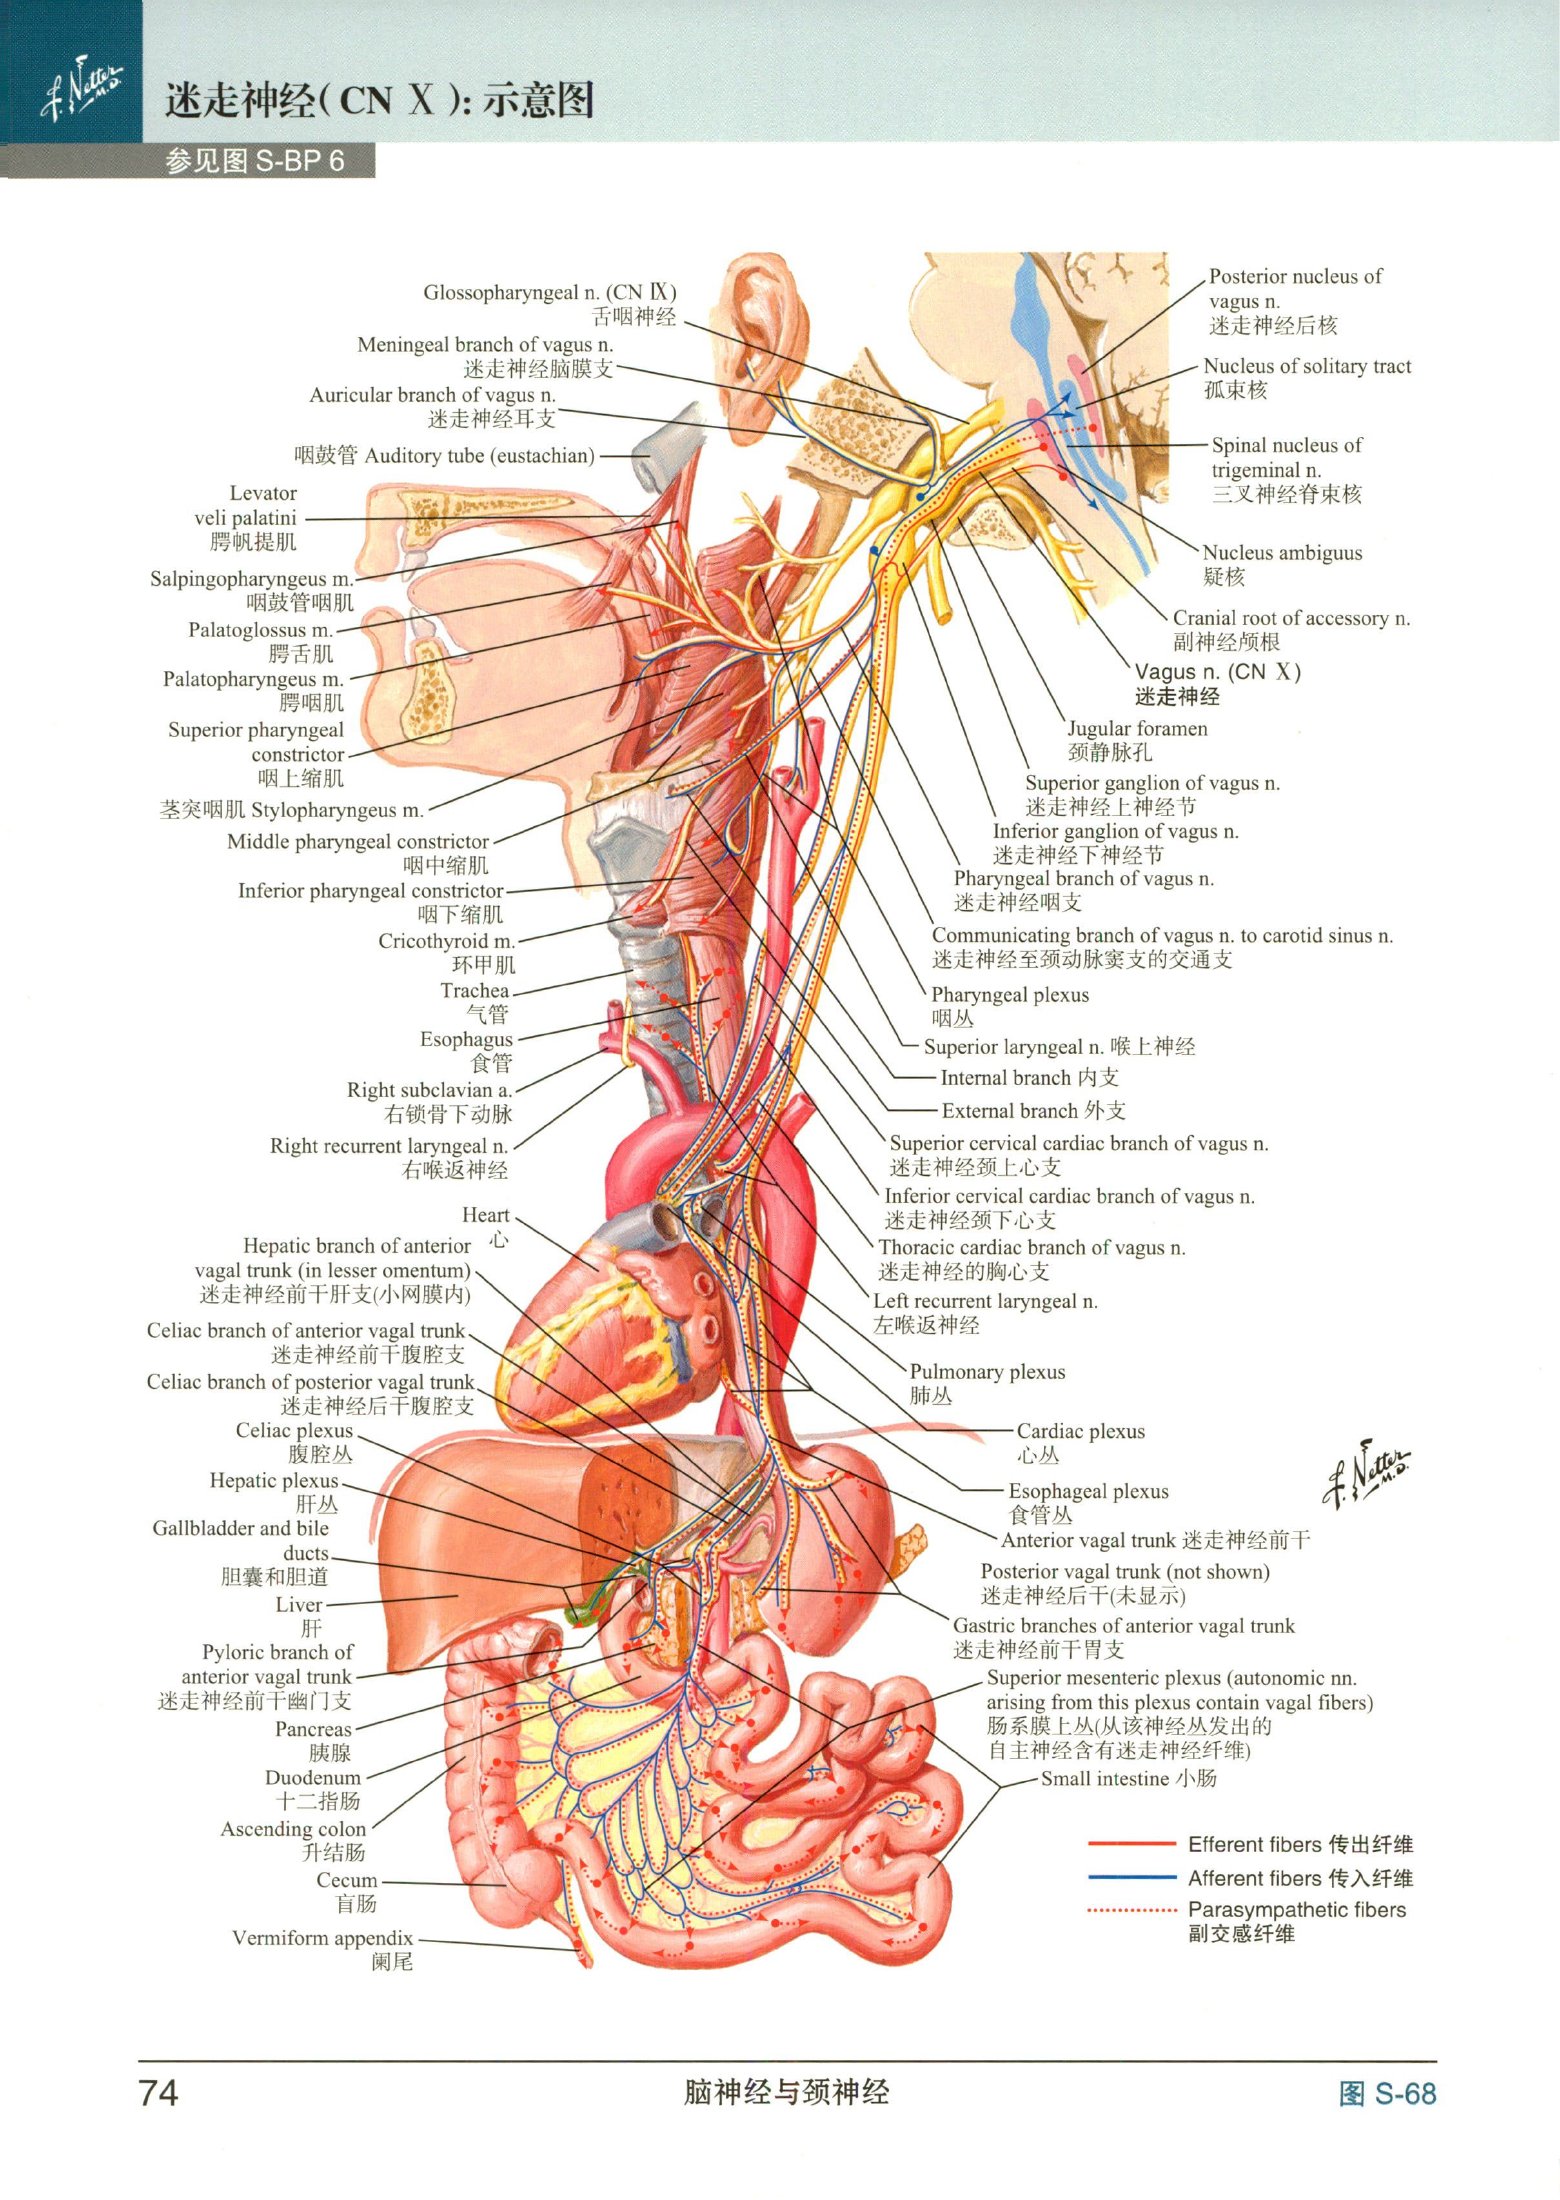 F. Netter M.D.
迷走神经(CN X):示意图
参见图 S-BP 6
Glossopharyngeal n. (CN IX)
舌咽神经
Meningeal branch of vagus n.
迷走神经脑膜支
Auricular branch of vagus n.
迷走神经耳支
咽鼓管 Auditory tube (eustachian)
Levator
veli palatini
腭帆提肌
Salpingopharyngeus m.
咽鼓管咽肌
Palatoglossus m.
腭舌肌
Palatopharyngeus m.
腭咽肌
Superior pharyngeal
constrictor
咽上缩肌
茎突咽肌 Stylopharyngeus m.
Middle pharyngeal constrictor
咽中缩肌
Inferior pharyngeal constrictor
咽下缩肌
Cricothyroid m.
环甲肌
Trachea
气管
Esophagus
食管
Right subclavian a.
右锁骨下动脉
Right recurrent laryngeal n.
右喉返神经
Heart
心
Hepatic branch of anterior
vagal trunk (in lesser omentum)
迷走神经前干肝支(小网膜内)
Celiac branch of anterior vagal trunk
迷走神经前干腹腔支
Celiac branch of posterior vagal trunk
迷走神经后干腹腔支
Celiac plexus
腹腔丛
Hepatic plexus
肝丛
Gallbladder and bile
ducts
胆囊和胆道
Liver
肝
Pyloric branch of
anterior vagal trunk
迷走神经前干幽门支
Pancreas
胰腺
Duodenum
十二指肠
Ascending colon
升结肠
Cecum
盲肠
Vermiform appendix
阑尾
Posterior nucleus of
vagus n.
迷走神经后核
Nucleus of solitary tract
孤束核
Spinal nucleus of
trigeminal n.
三叉神经脊束核
Nucleus ambiguus
疑核
Cranial root of accessory n.
副神经颅根
Vagus n. (CN X)
迷走神经
Jugular foramen
颈静脉孔
Superior ganglion of vagus n.
迷走神经上神经节
Inferior ganglion of vagus n.
迷走神经下神经节
Pharyngeal branch of vagus n.
迷走神经咽支
Communicating branch of vagus n. to carotid sinus n.
迷走神经至颈动脉窦支的交通支
Pharyngeal plexus
咽丛
Superior laryngeal n. 喉上神经
Internal branch 内支
External branch 外支
Superior cervical cardiac branch of vagus n.
迷走神经颈上心支
Inferior cervical cardiac branch of vagus n.
迷走神经颈下心支
Thoracic cardiac branch of vagus n.
迷走神经的胸心支
Left recurrent laryngeal n.
左喉返神经
Pulmonary plexus
肺丛
Cardiac plexus
心丛
Esophageal plexus
食管丛
Anterior vagal trunk 迷走神经前干
Posterior vagal trunk (not shown)
迷走神经后干(未显示)
Gastric branches of anterior vagal trunk
迷走神经前干胃支
Superior mesenteric plexus (autonomic nn.
arising from this plexus contain vagal fibers)
肠系膜上丛(从该神经丛发出的
自主神经含有迷走神经纤维)
Small intestine 小肠
F. Netter M.D.
Efferent fibers 传出纤维
Afferent fibers 传入纤维
Parasympathetic fibers
副交感纤维
74
脑神经与颈神经
图 S-68